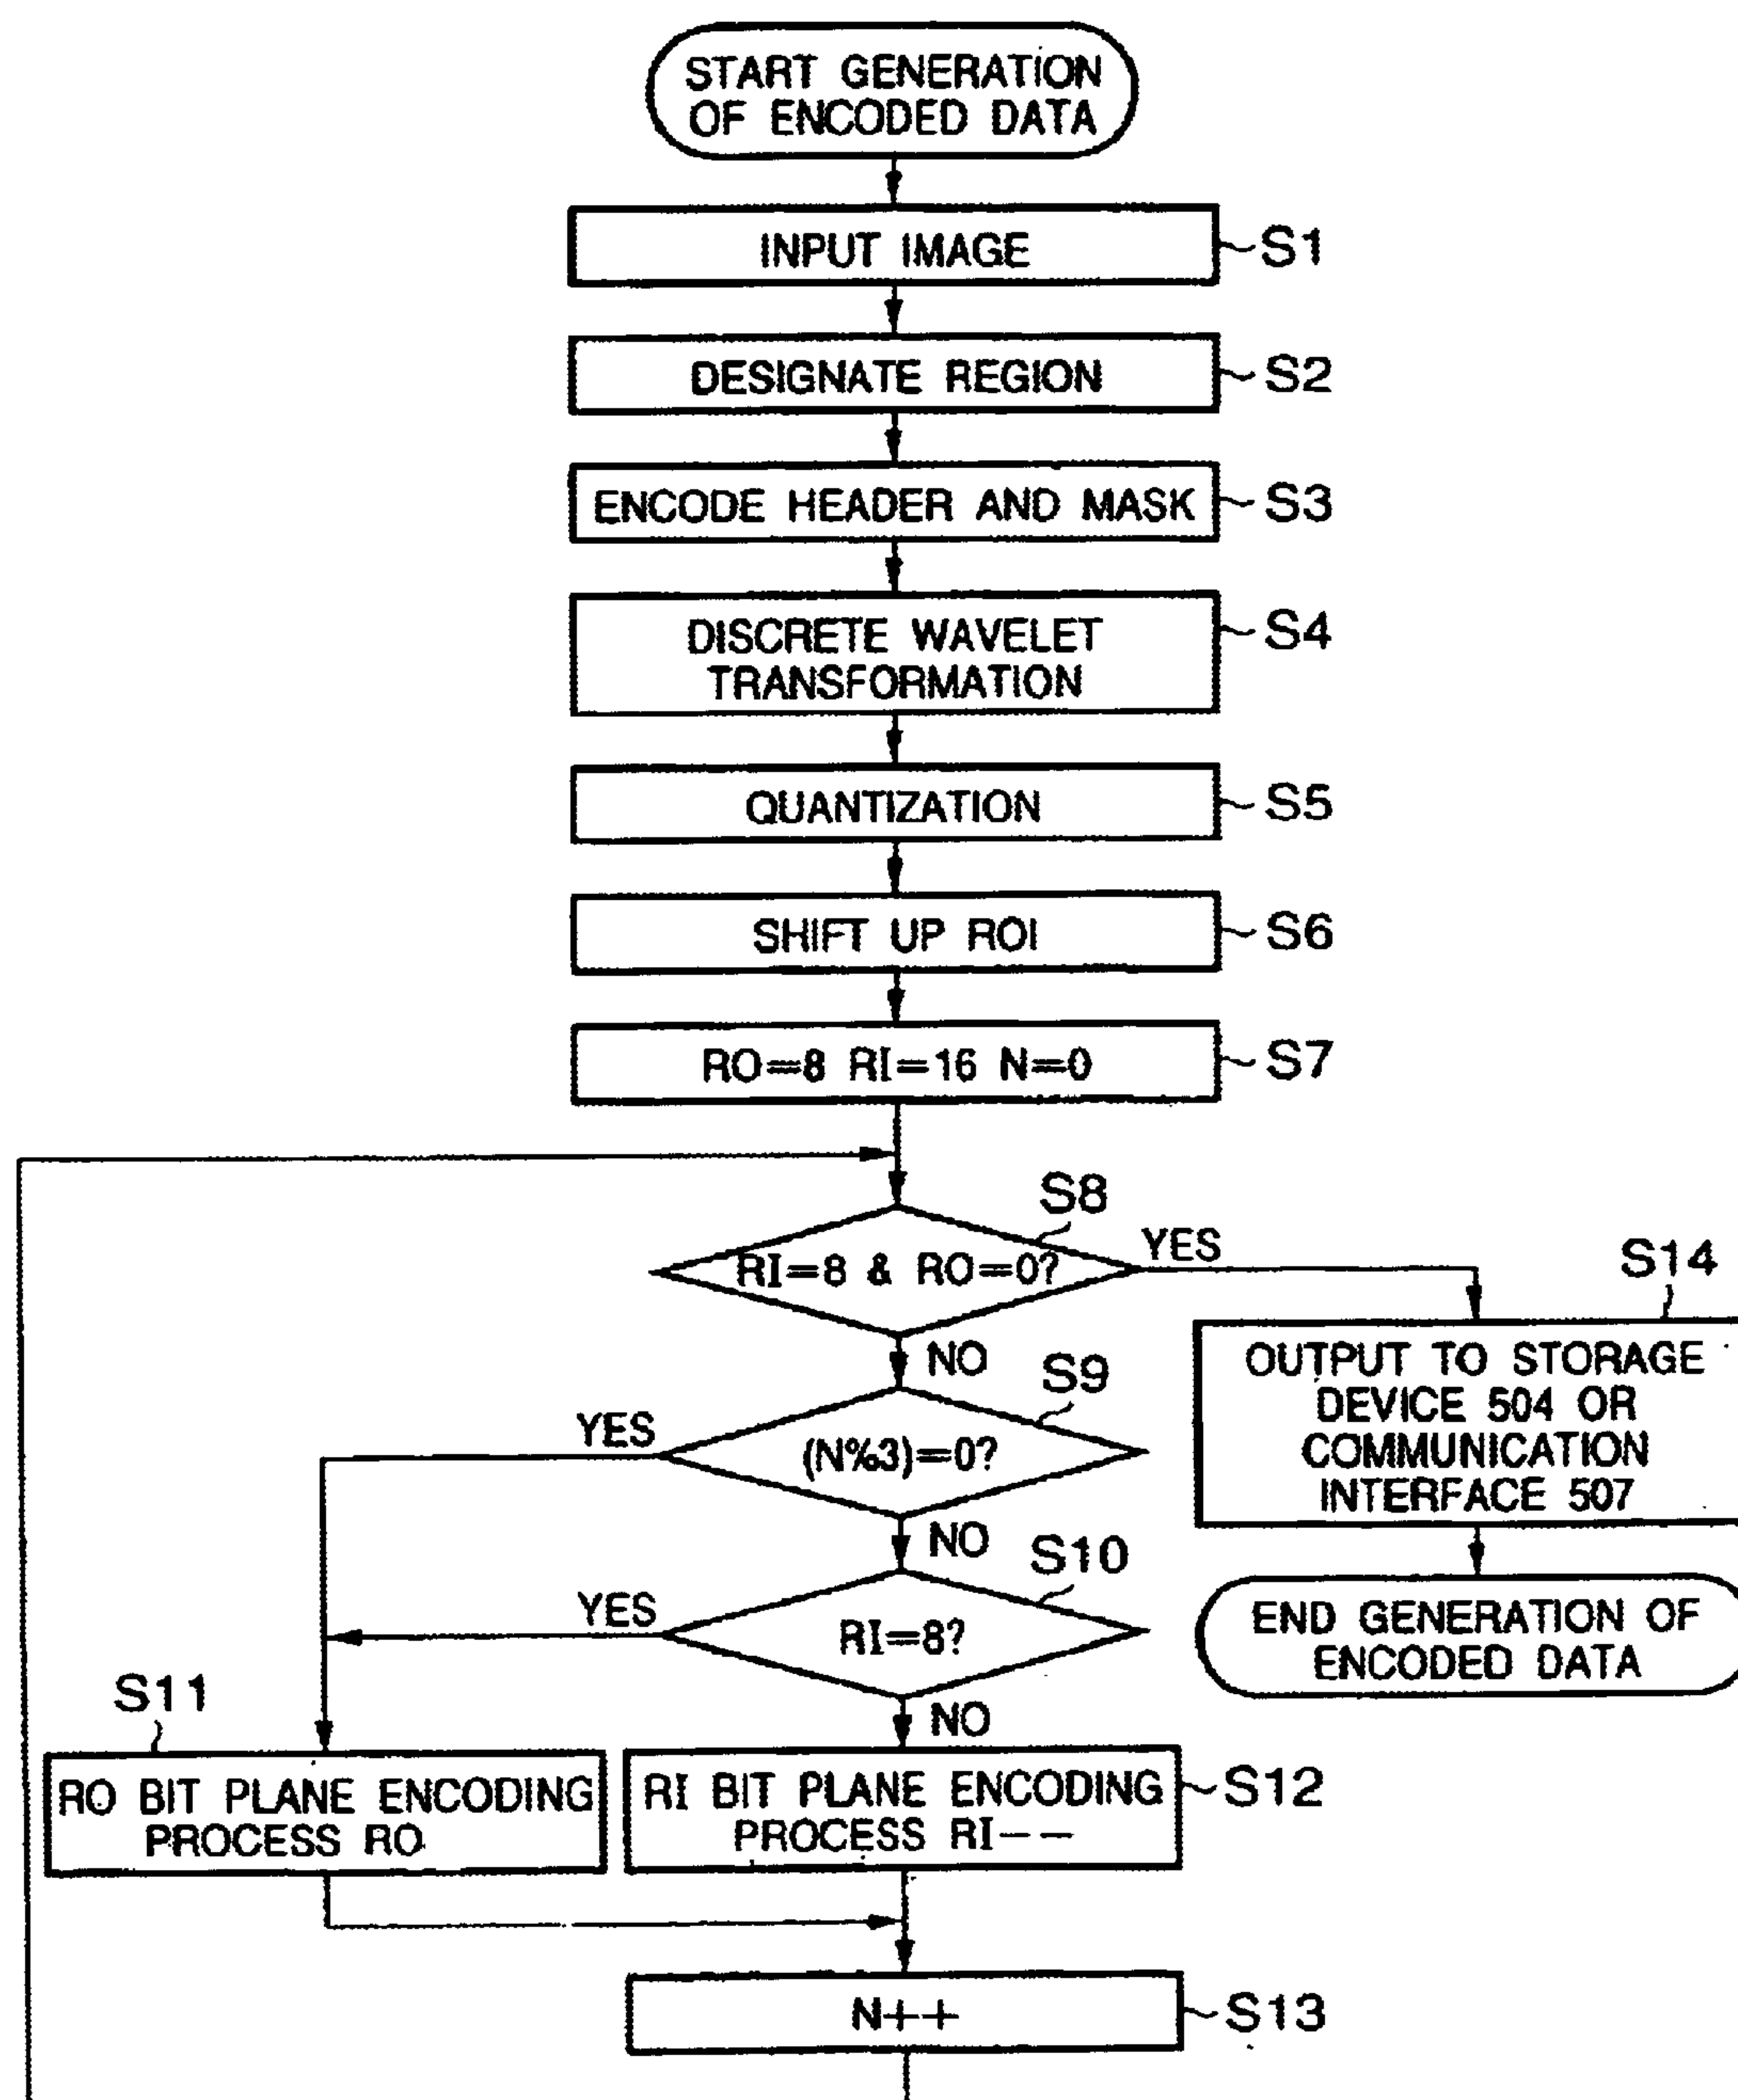 START GENERATION
OF ENCODED DATA
INPUT IMAGE
S1
DESIGNATE REGION
S2
ENCODE HEADER AND MASK
S3
DISCRETE WAVELET
TRANSFORMATION
S4
QUANTIZATION
S5
SHIFT UP ROI
S6
RO=8 RI=16 N=0
S7
S8
RI=8 & RO=0?
YES
NO
S14
OUTPUT TO STORAGE
DEVICE 504 OR
COMMUNICATION
INTERFACE 507
END GENERATION OF
ENCODED DATA
S9
(N%3)=0?
YES
NO
S10
RI=8?
YES
NO
S11
RO BIT PLANE ENCODING
PROCESS RO
RI BIT PLANE ENCODING
PROCESS RI--
S12
N++
S13